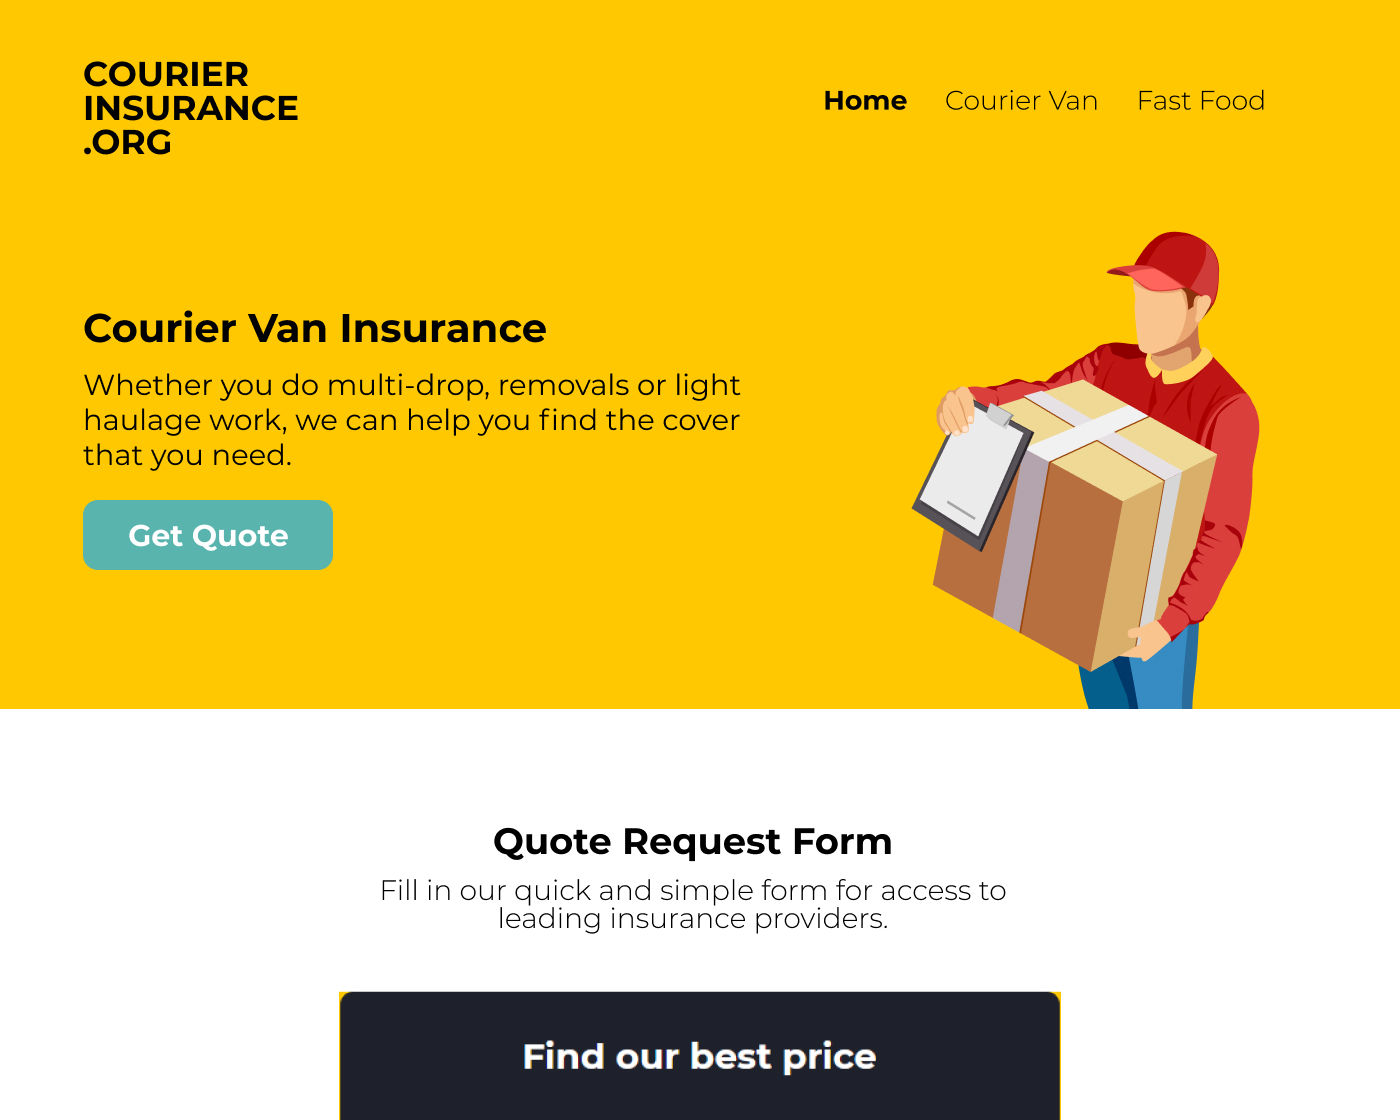 COURIER
INSURANCE
.ORG
Home Courier Van Fast Food
Courier Van Insurance
Whether you do multi-drop, removals or light
haulage work, we can help you find the cover
that you need.
Get Quote
Quote Request Form
Fill in our quick and simple form for access to
leading insurance providers.
Find our best price